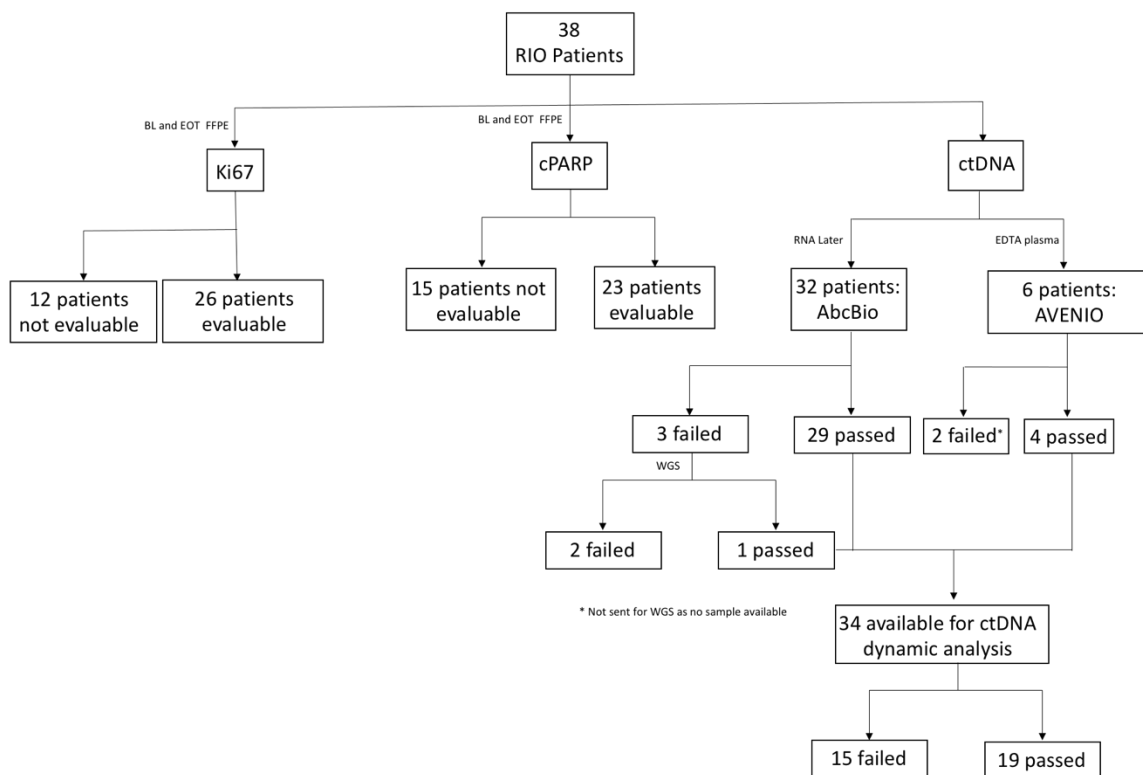 38
RIO Patients
BL and EOT  FFPE
BL and EOT  FFPE
Ki67
cPARP
ctDNA
RNA Later
EDTA plasma
12 patients
not evaluable
26 patients
evaluable
15 patients not
evaluable
23 patients
evaluable
32 patients:
AbcBio
6 patients:
AVENIO
3 failed
29 passed
2 failed*
4 passed
WGS
2 failed
1 passed
* Not sent for WGS as no sample available
34 available for ctDNA
dynamic analysis
15 failed
19 passed